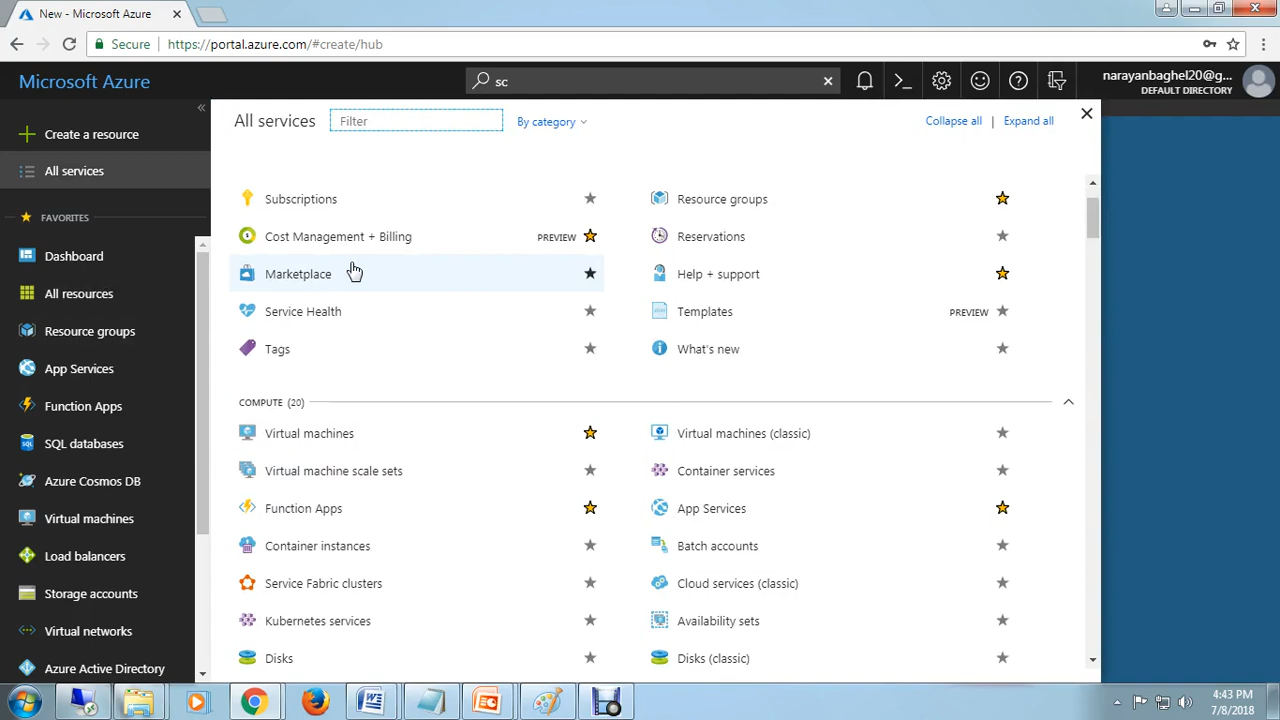 New - Microsoft Azure
Secure https://portal.azure.com/#create/hub
Microsoft Azure
sc
narayanbaghel20@g...
DEFAULT DIRECTORY
Create a resource
All services
FAVORITES
Dashboard
All resources
Resource groups
App Services
Function Apps
SQL databases
Azure Cosmos DB
Virtual machines
Load balancers
Storage accounts
Virtual networks
Azure Active Directory
All services
Filter
By category
Collapse all | Expand all
Subscriptions
Resource groups
Cost Management + Billing PREVIEW
Reservations
Marketplace
Help + support
Service Health
Templates PREVIEW
Tags
What's new
COMPUTE (20)
Virtual machines
Virtual machines (classic)
Virtual machine scale sets
Container services
Function Apps
App Services
Container instances
Batch accounts
Service Fabric clusters
Cloud services (classic)
Kubernetes services
Availability sets
Disks
Disks (classic)
4:43 PM
7/8/2018